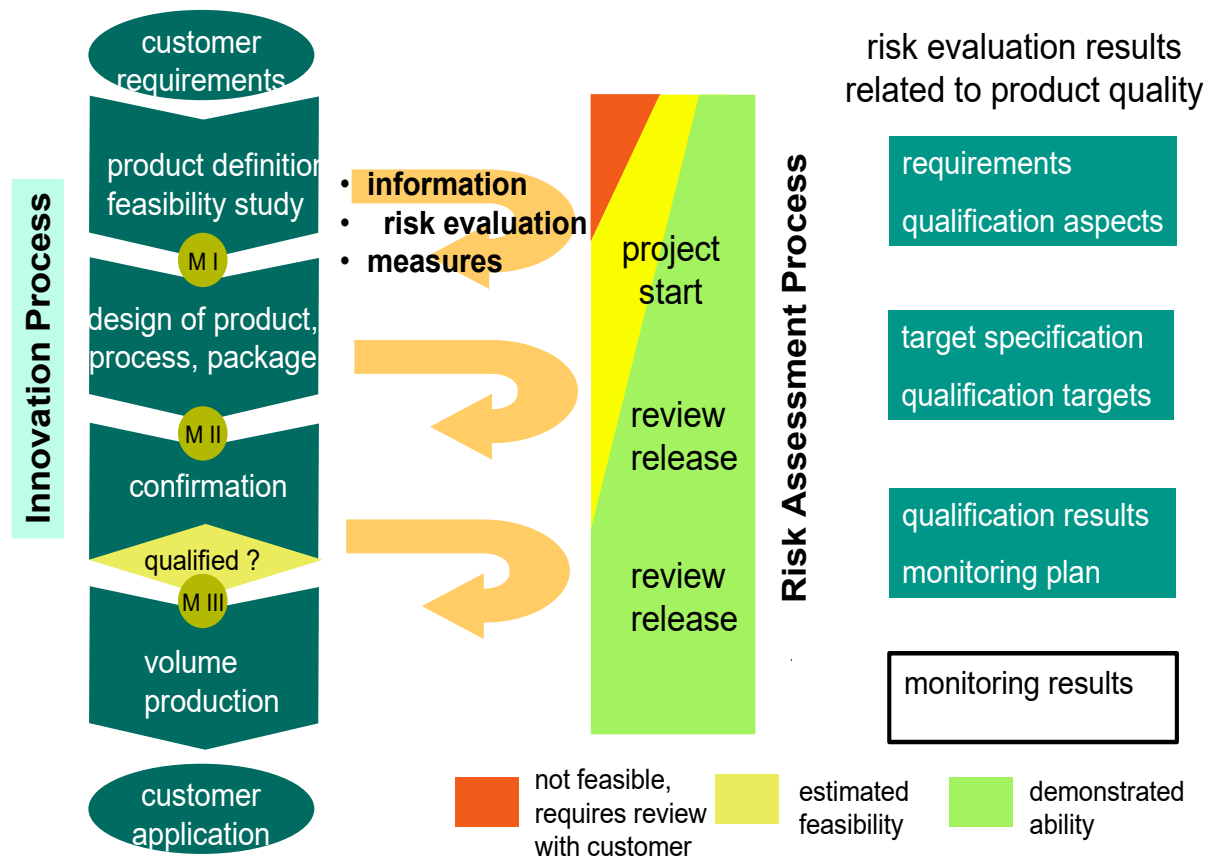 customer
requirements
product definition
feasibility study
M I
design of product,
process, package
M II
confirmation
qualified ?
M III
volume
production
customer
application
Innovation Process
• information
• risk evaluation
• measures
project
start
review
release
review
release
Risk Assessment Process
risk evaluation results
related to product quality
requirements
qualification aspects
target specification
qualification targets
qualification results
monitoring plan
monitoring results
not feasible,
requires review
with customer
estimated
feasibility
demonstrated
ability